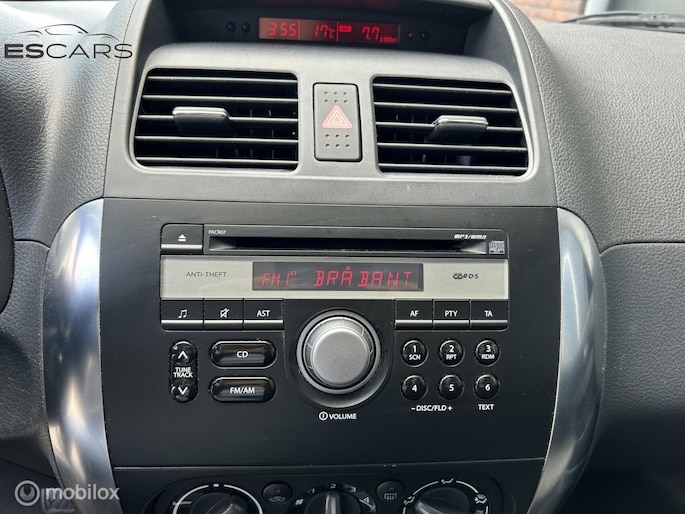 ESCARS
3:55 17°C 7.7
PACR07
MP3/WMA
ANTI-THEFT
FM1 BRABANT
R·D·S
AST
AF PTY TA
TUNE
TRACK
CD
FM/AM
VOLUME
1 SCN
2 RPT
3 RDM
4 5 6
– DISC/FLD +
TEXT
mobilox